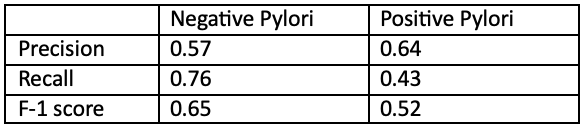 Negative Pylori Positive Pylori
Precision 0.57 0.64
Recall 0.76 0.43
F-1 score 0.65 0.52